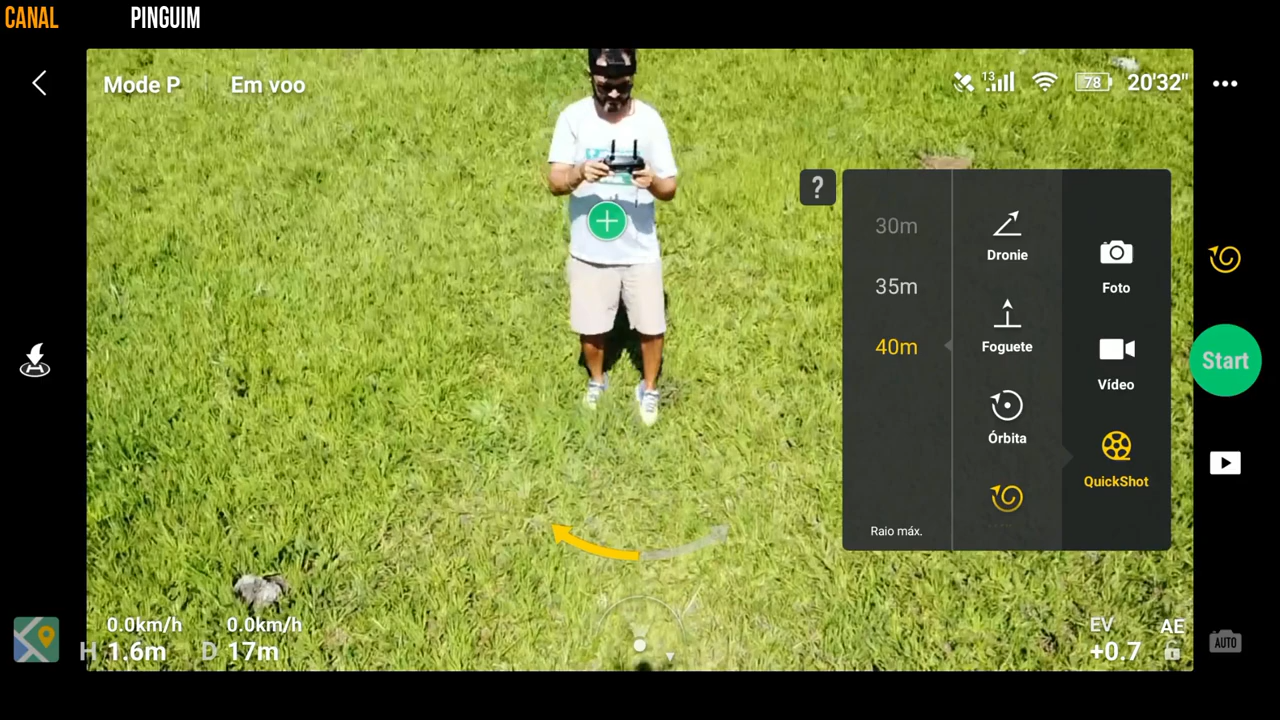 CANAL PINGUIM
Mode P Em voo 13 78 20'32"
?
30m
35m
40m
Raio máx.
Dronie
Foguete
Órbita
Foto
Vídeo
QuickShot
Start
0.0km/h 0.0km/h
H 1.6m D 17m
EV AE
+0.7
AUTO